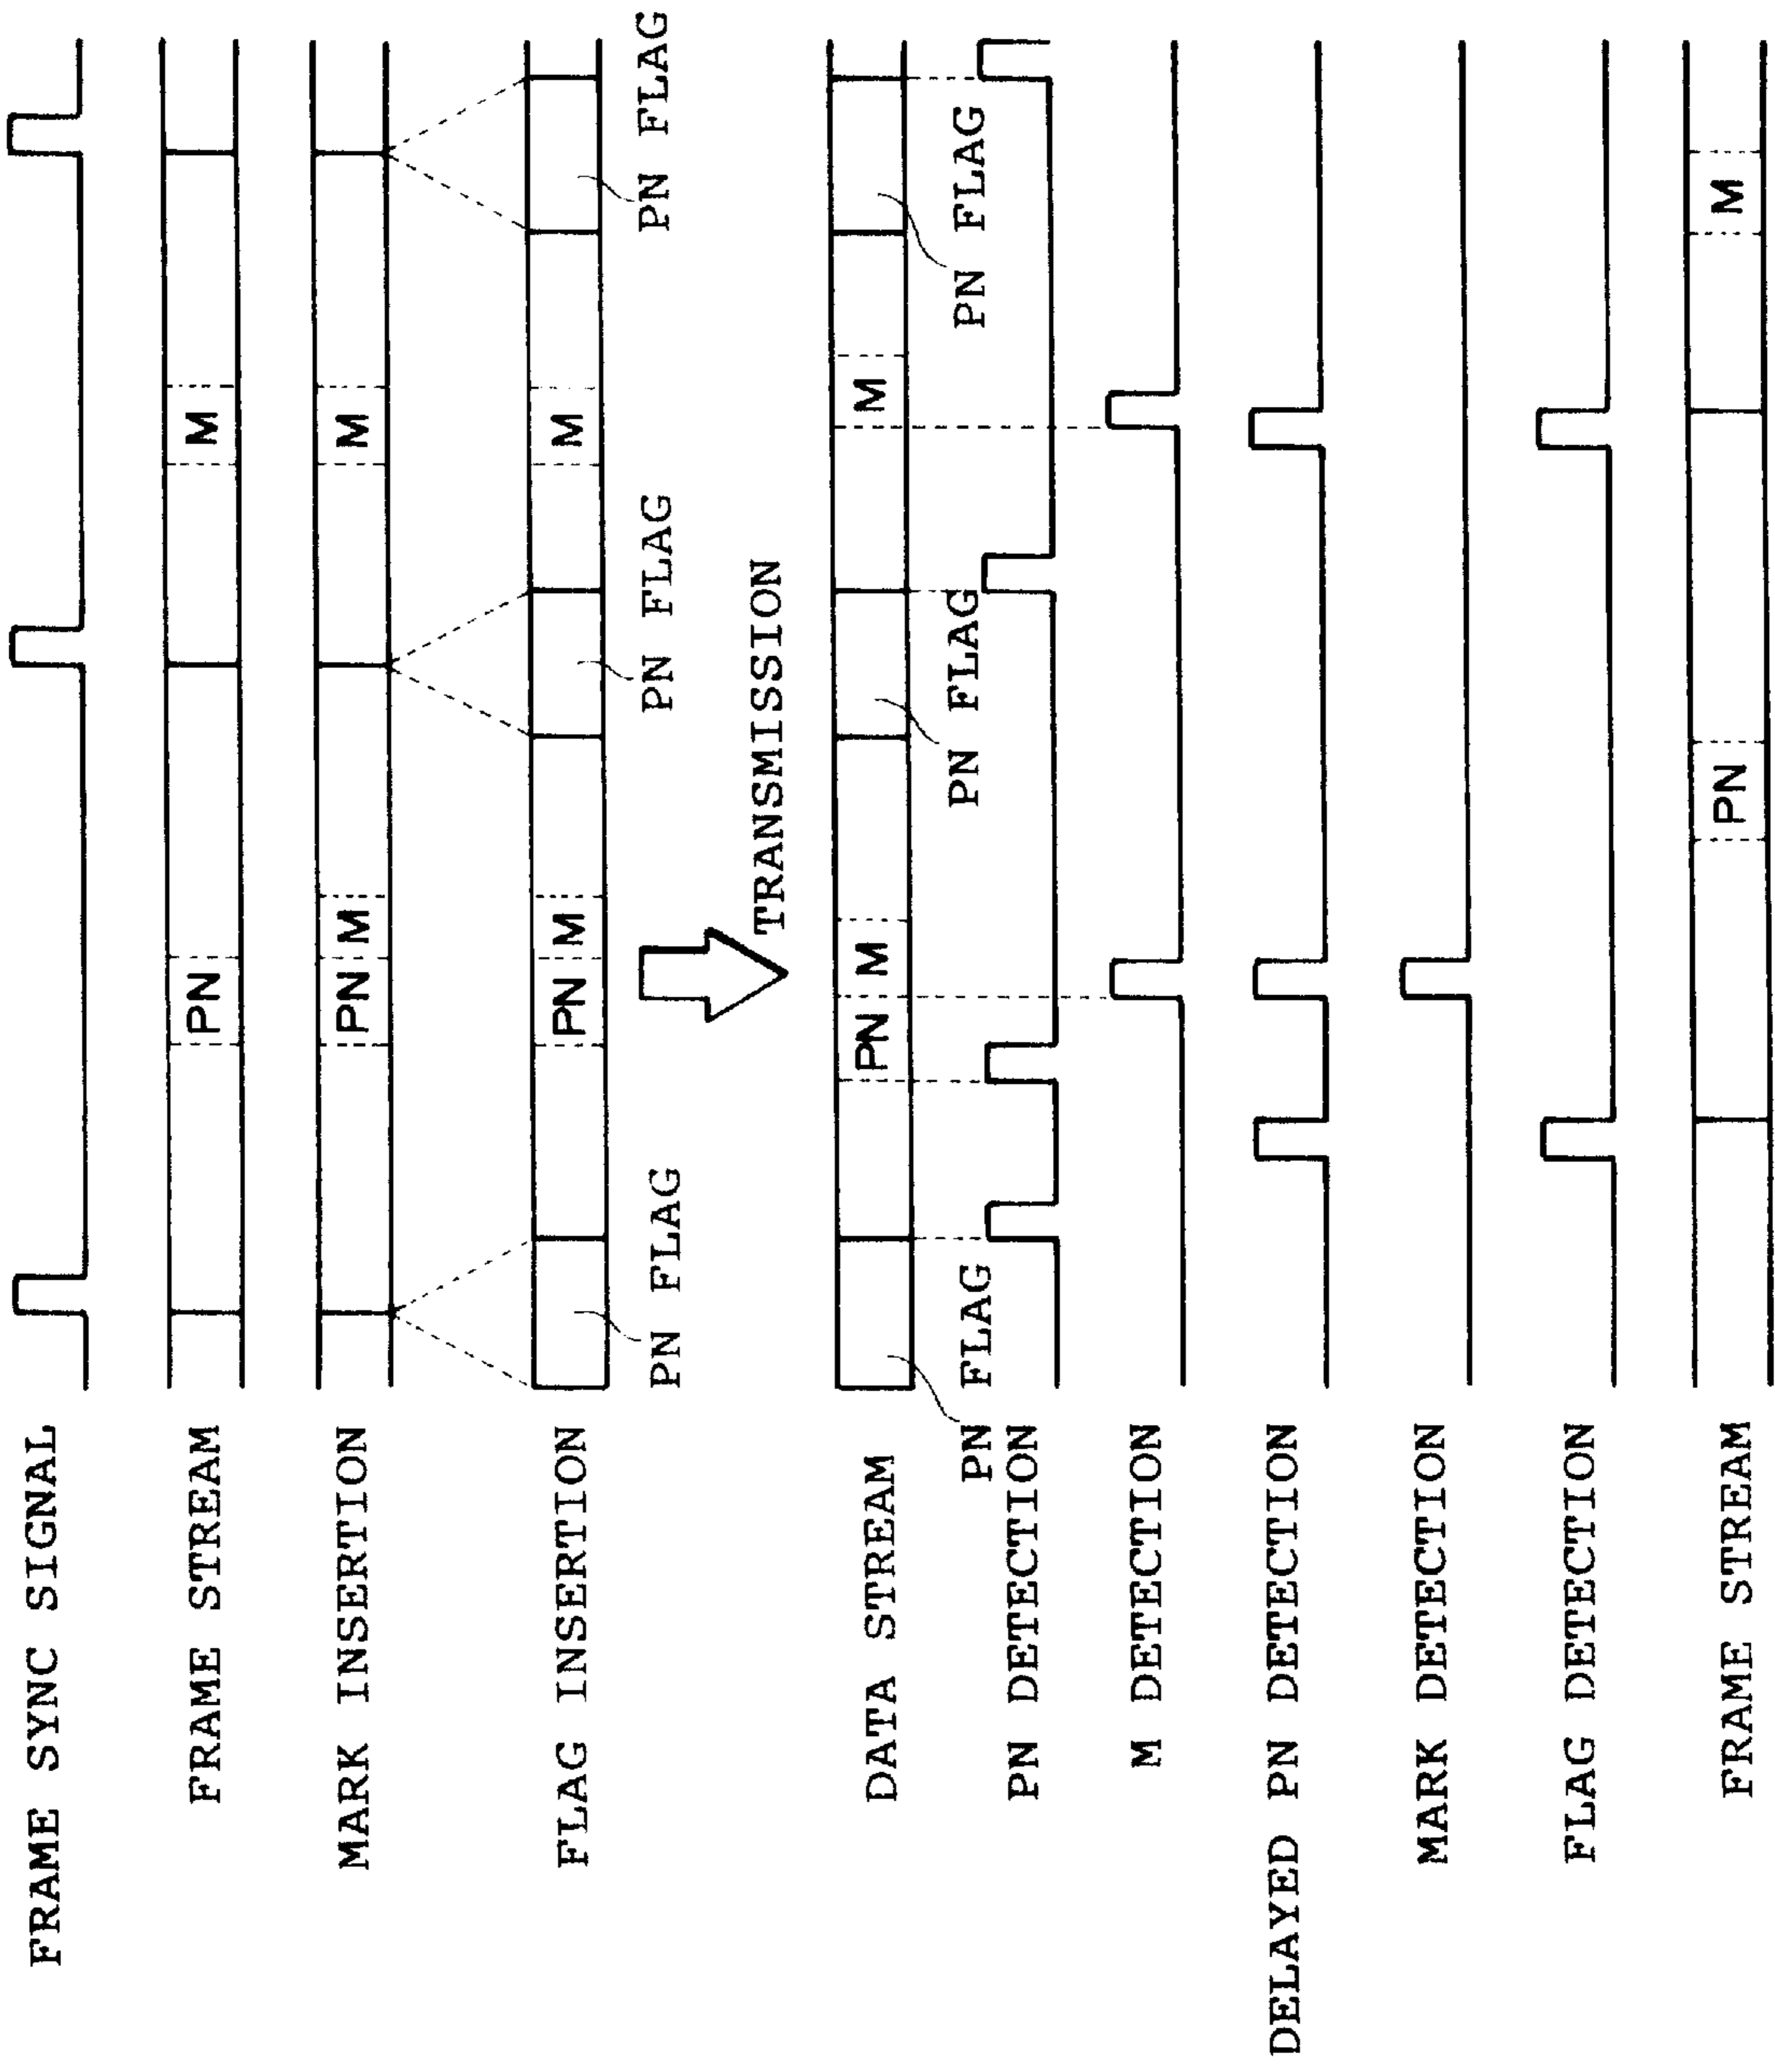 FRAME SYNC SIGNAL
FRAME STREAM
PN
M
MARK INSERTION
PN M
M
FLAG INSERTION
PN M
M
PN FLAG
PN FLAG
PN FLAG
TRANSMISSION
DATA STREAM
PN M
M
PN FLAG
PN FLAG
PN FLAG
PN DETECTION
M DETECTION
DELAYED PN DETECTION
MARK DETECTION
FLAG DETECTION
FRAME STREAM
PN
M